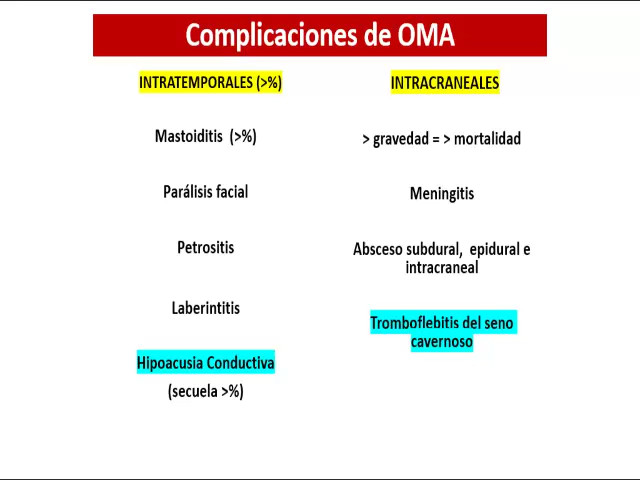 Complicaciones de OMA
INTRATEMPORALES (>%)
Mastoiditis (>%)
Parálisis facial
Petrositis
Laberintitis
Hipoacusia Conductiva
(secuela >%)
INTRACRANEALES
> gravedad = > mortalidad
Meningitis
Absceso subdural, epidural e
intracraneal
Tromboflebitis del seno
cavernoso